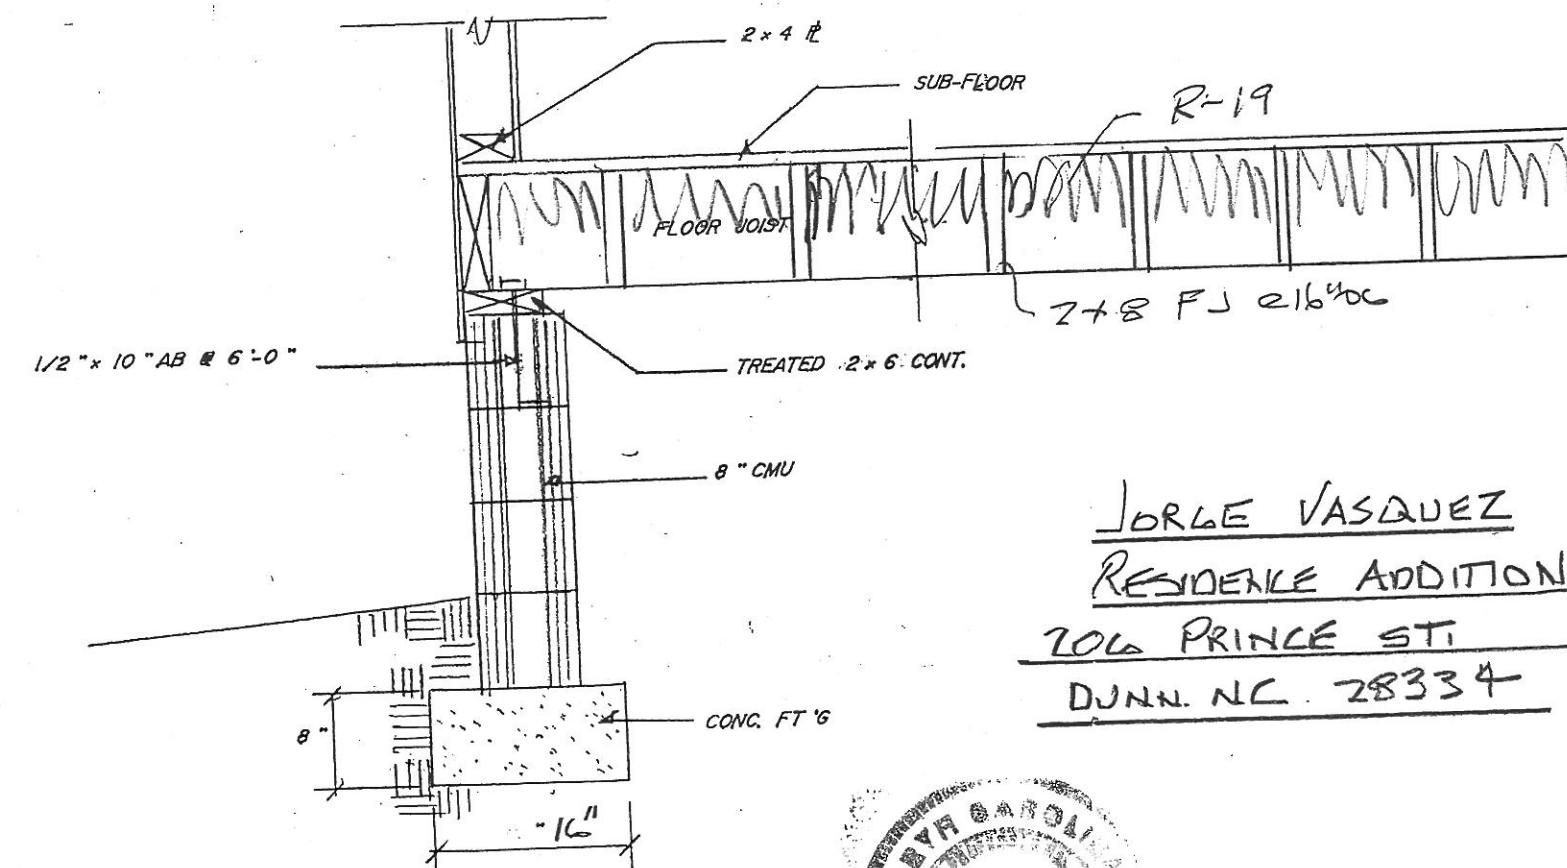 2 x 4 ℙL
SUB-FLOOR
R-19
FLOOR JOIST
2x8 FJ @16"OC
1/2 "x 10 "AB @ 6'-0"
TREATED 2 x 6 CONT.
8 "CMU
JORGE VASQUEZ
RESIDENCE ADDITION
PRINCE ST.
DUNN. NC. 28334
8"
CONC. FT'G
16"
CAROLINA